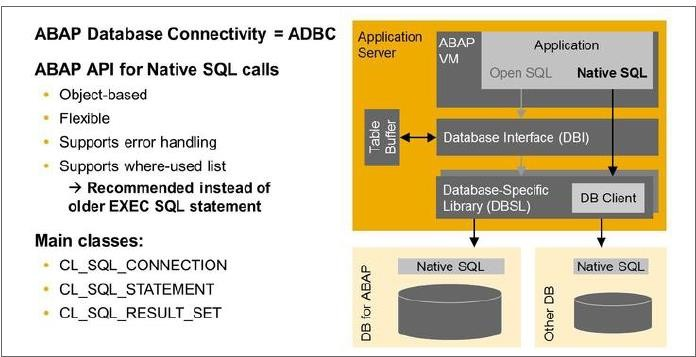 ABAP Database Connectivity = ADBC
ABAP API for Native SQL calls
• Object-based
• Flexible
• Supports error handling
• Supports where-used list
→ Recommended instead of
older EXEC SQL statement
Main classes:
• CL_SQL_CONNECTION
• CL_SQL_STATEMENT
• CL_SQL_RESULT_SET
Application
Server
ABAP
VM
Application
Open SQL
Native SQL
Table
Buffer
Database Interface (DBI)
Database-Specific
Library (DBSL)
DB Client
DB for ABAP
Native SQL
Other DB
Native SQL